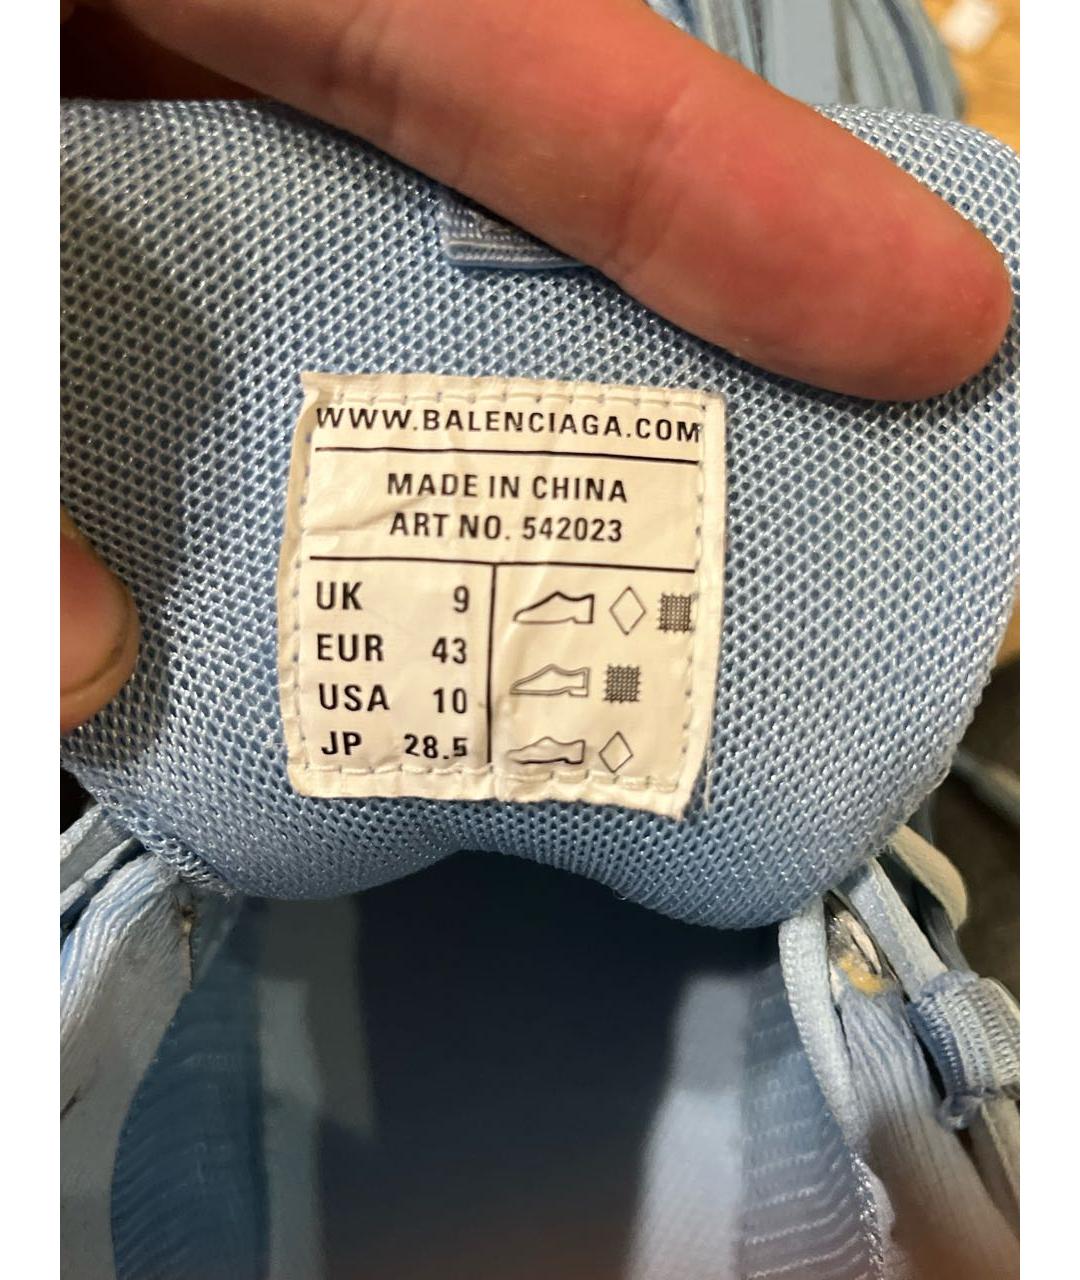 WWW.BALENCIAGA.COM
MADE IN CHINA
ART NO. 542023
UK 9
EUR 43
USA 10
JP 28.5